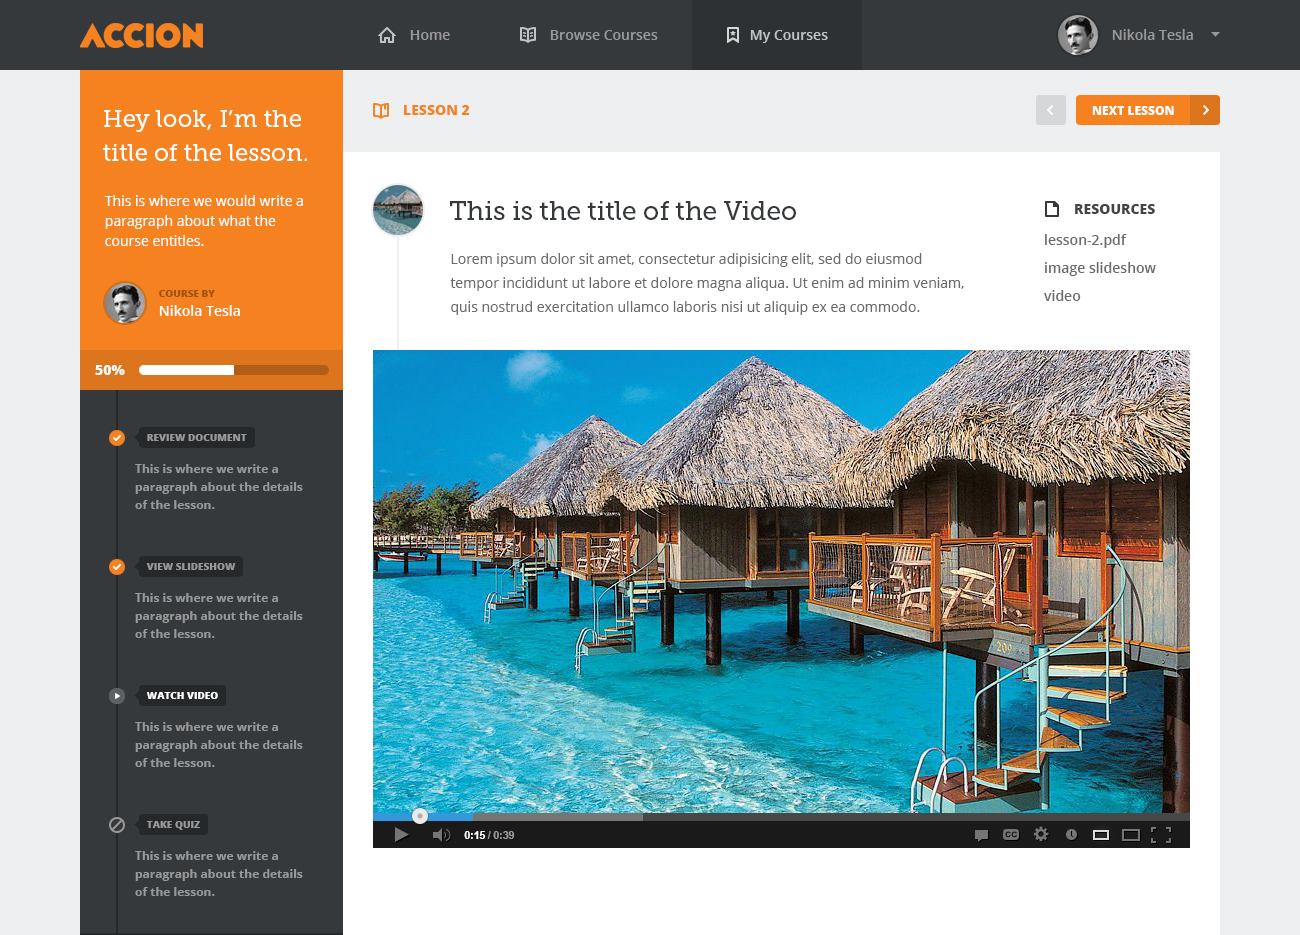 ACCION
Home
Browse Courses
My Courses
Nikola Tesla
Hey look, I'm the
title of the lesson.
This is where we would write a
paragraph about what the
course entitles.
COURSE BY
Nikola Tesla
50%
REVIEW DOCUMENT
This is where we write a
paragraph about the details
of the lesson.
VIEW SLIDESHOW
This is where we write a
paragraph about the details
of the lesson.
WATCH VIDEO
This is where we write a
paragraph about the details
of the lesson.
TAKE QUIZ
This is where we write a
paragraph about the details
of the lesson.
LESSON 2
NEXT LESSON
This is the title of the Video
Lorem ipsum dolor sit amet, consectetur adipisicing elit, sed do eiusmod
tempor incididunt ut labore et dolore magna aliqua. Ut enim ad minim veniam,
quis nostrud exercitation ullamco laboris nisi ut aliquip ex ea commodo.
RESOURCES
lesson-2.pdf
image slideshow
video
209
0:15 / 0:39
CC